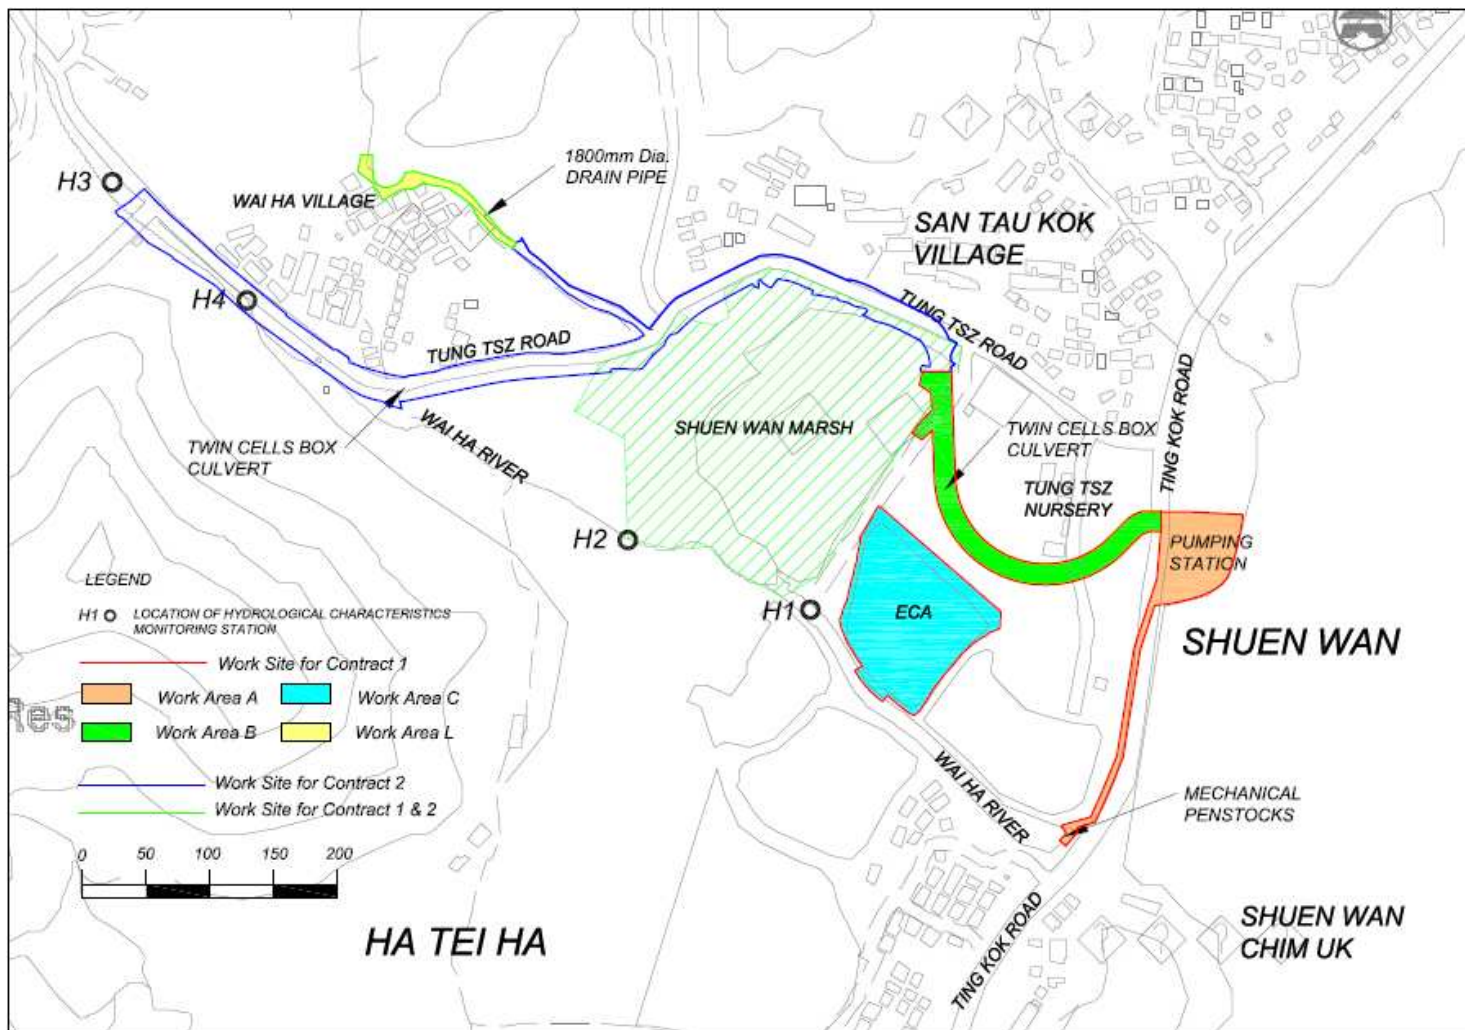 1800mm Dia.
DRAIN PIPE
H3
WAI HA VILLAGE
SAN TAU KOK
VILLAGE
H4
TUNG TSZ ROAD
TUNG TSZ ROAD
TING KOK ROAD
TWIN CELLS BOX
CULVERT
WAI HA RIVER
SHUEN WAN MARSH
TWIN CELLS BOX
CULVERT
TUNG TSZ
NURSERY
H2
PUMPING
STATION
H1
ECA
SHUEN WAN
LEGEND
H1 LOCATION OF HYDROLOGICAL CHARACTERISTICS
MONITORING STATION
Work Site for Contract 1
Work Area A Work Area C
Work Area B Work Area L
Work Site for Contract 2
Work Site for Contract 1 & 2
0 50 100 150 200
Res
WAI HA RIVER
MECHANICAL
PENSTOCKS
HA TEI HA
TING KOK ROAD
SHUEN WAN
CHIM UK